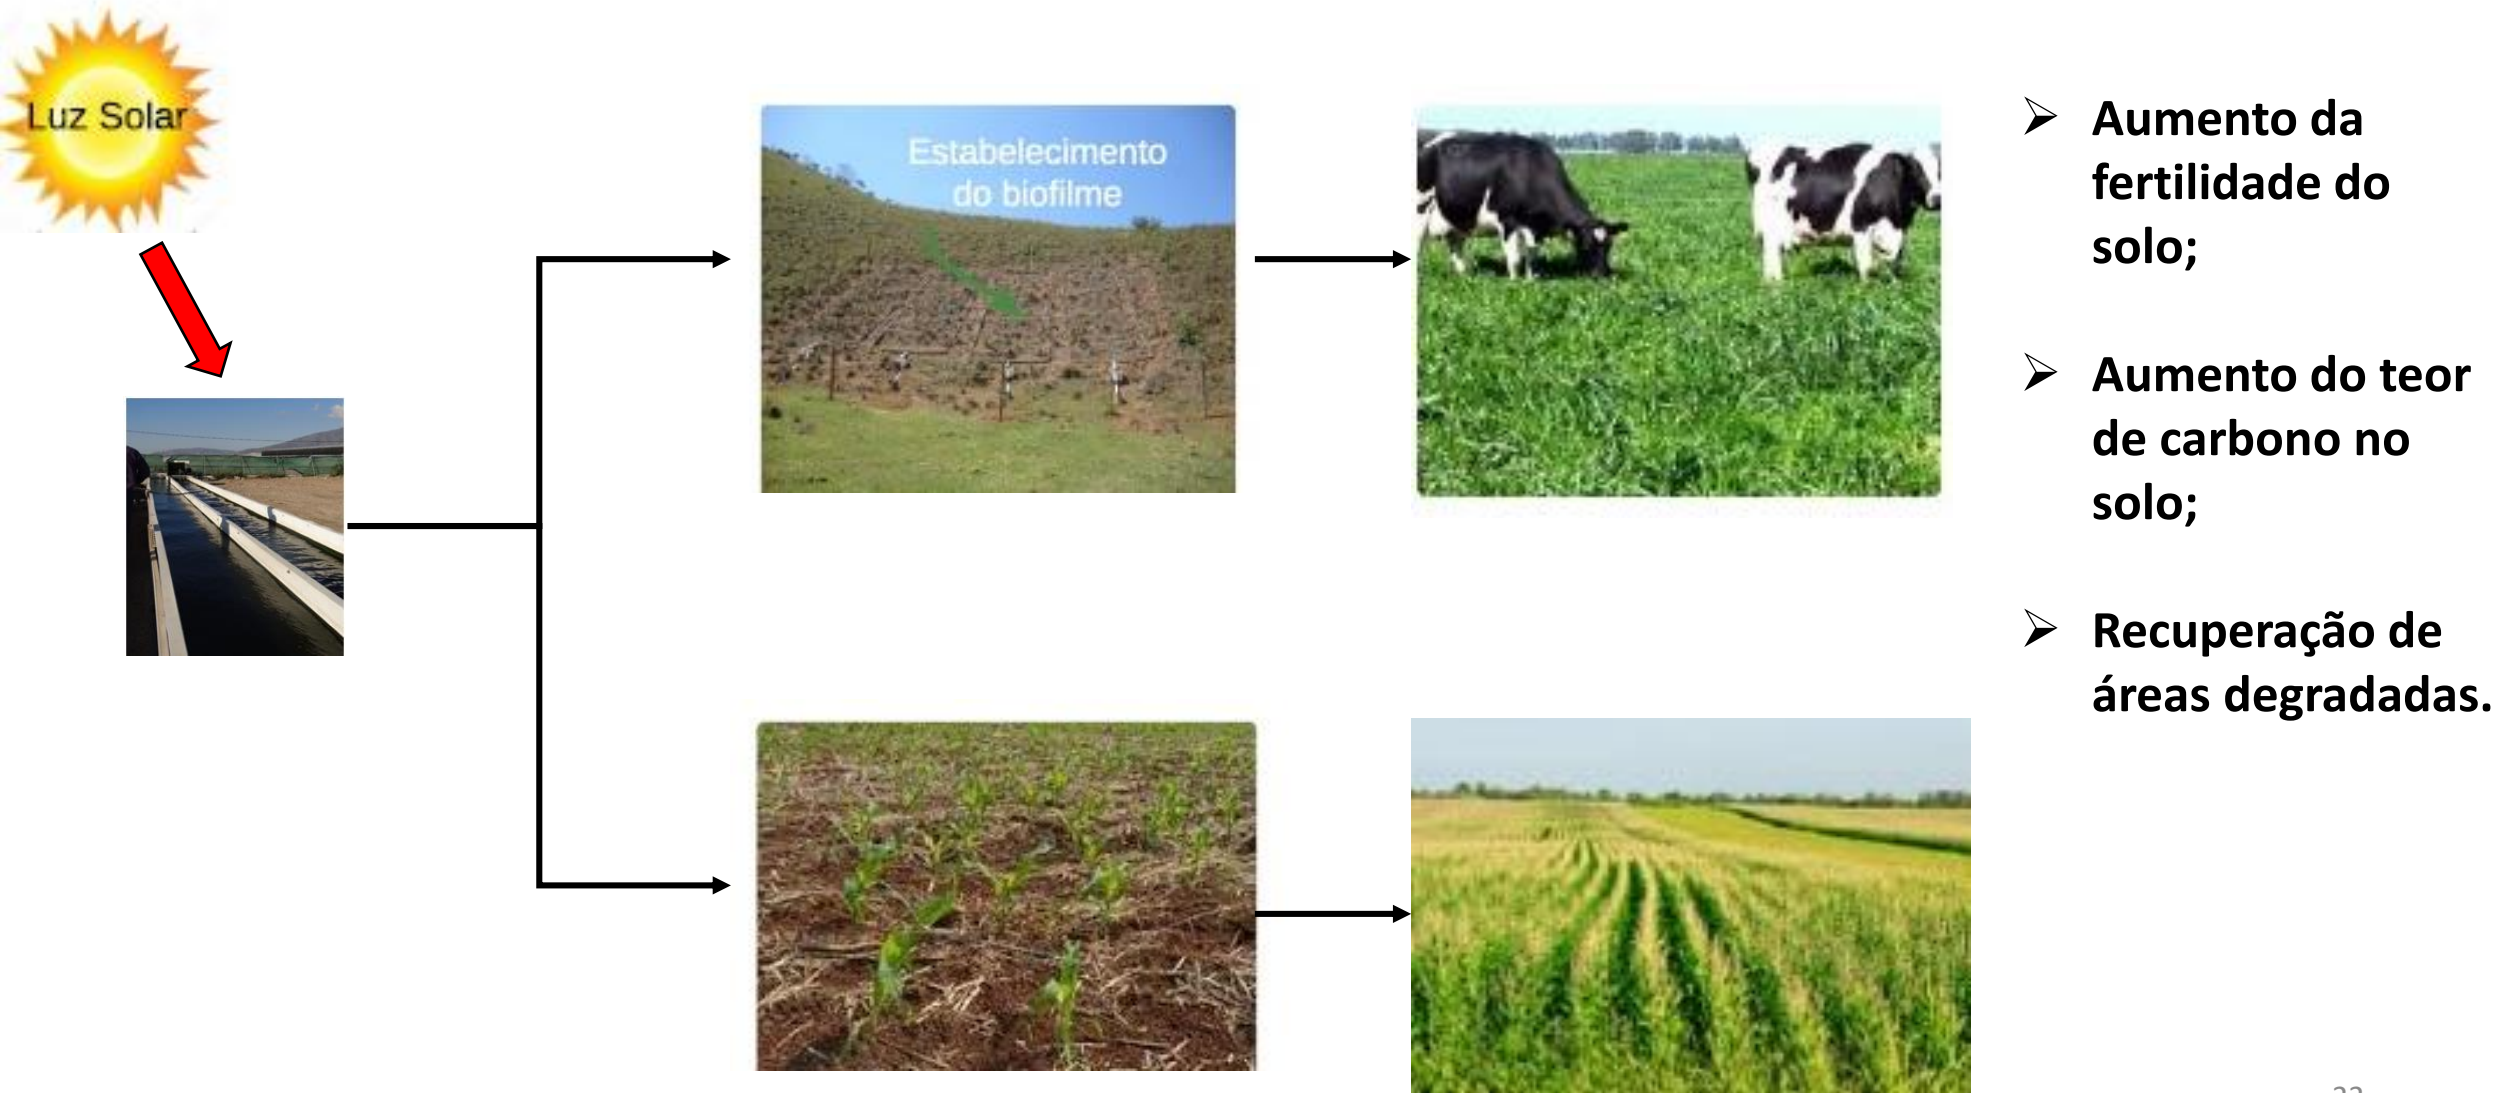 Luz Solar
Estabelecimento
do biofilme
➢ Aumento da
fertilidade do
solo;
➢ Aumento do teor
de carbono no
solo;
➢ Recuperação de
áreas degradadas.